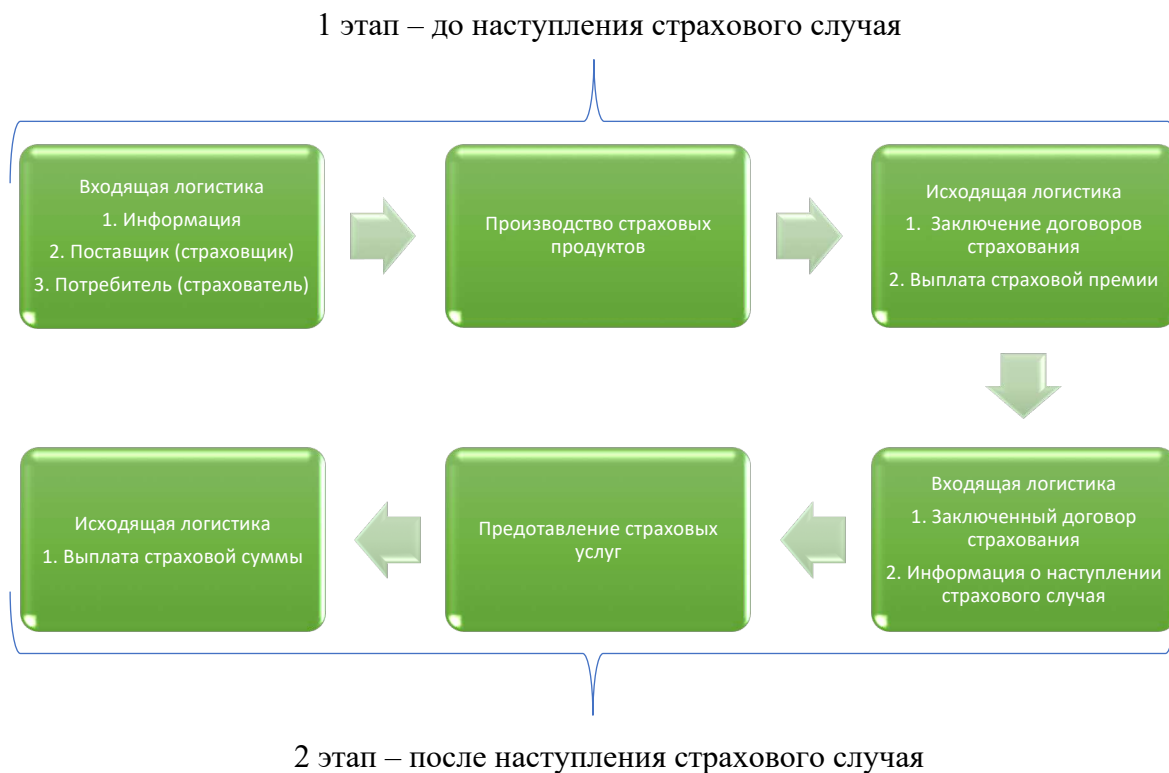 1 этап – до наступления страхового случая
Входящая логистика
1. Информация
2. Поставщик (страховщик)
3. Потребитель (страхователь)
Производство страховых
продуктов
Исходящая логистика
1. Заключение договоров
страхования
2. Выплата страховой премии
Исходящая логистика
1. Выплата страховой суммы
Предотавление страховых
услуг
Входящая логистика
1. Заключенный договор
страхования
2. Информация о наступлении
страхового случая
2 этап – после наступления страхового случая